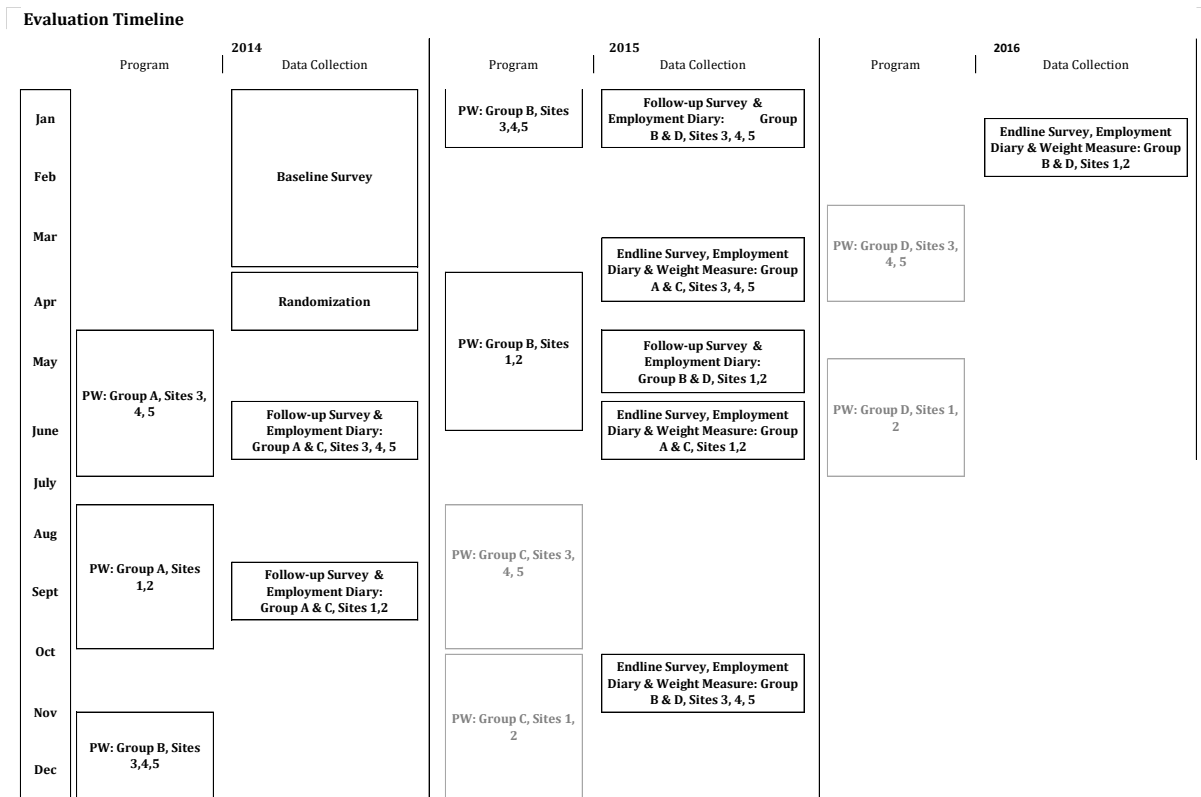 Evaluation Timeline
2014
2015
2016
Program
Data Collection
Program
Data Collection
Program
Data Collection
Jan
Feb
Mar
Apr
May
June
July
Aug
Sept
Oct
Nov
Dec
PW: Group A, Sites 3,
4, 5
PW: Group A, Sites
1,2
PW: Group B, Sites
3,4,5
Baseline Survey
Randomization
Follow-up Survey &
Employment Diary:
Group A & C, Sites 3, 4, 5
Follow-up Survey &
Employment Diary:
Group A & C, Sites 1,2
PW: Group B, Sites
3,4,5
PW: Group B, Sites
1,2
PW: Group C, Sites 3,
4, 5
PW: Group C, Sites 1,
2
Follow-up Survey &
Employment Diary: Group
B & D, Sites 3, 4, 5
Endline Survey, Employment
Diary & Weight Measure: Group
A & C, Sites 3, 4, 5
Follow-up Survey &
Employment Diary:
Group B & D, Sites 1,2
Endline Survey, Employment
Diary & Weight Measure: Group
A & C, Sites 1,2
Endline Survey, Employment
Diary & Weight Measure: Group
B & D, Sites 3, 4, 5
PW: Group D, Sites 3,
4, 5
PW: Group D, Sites 1,
2
Endline Survey, Employment
Diary & Weight Measure: Group
B & D, Sites 1,2